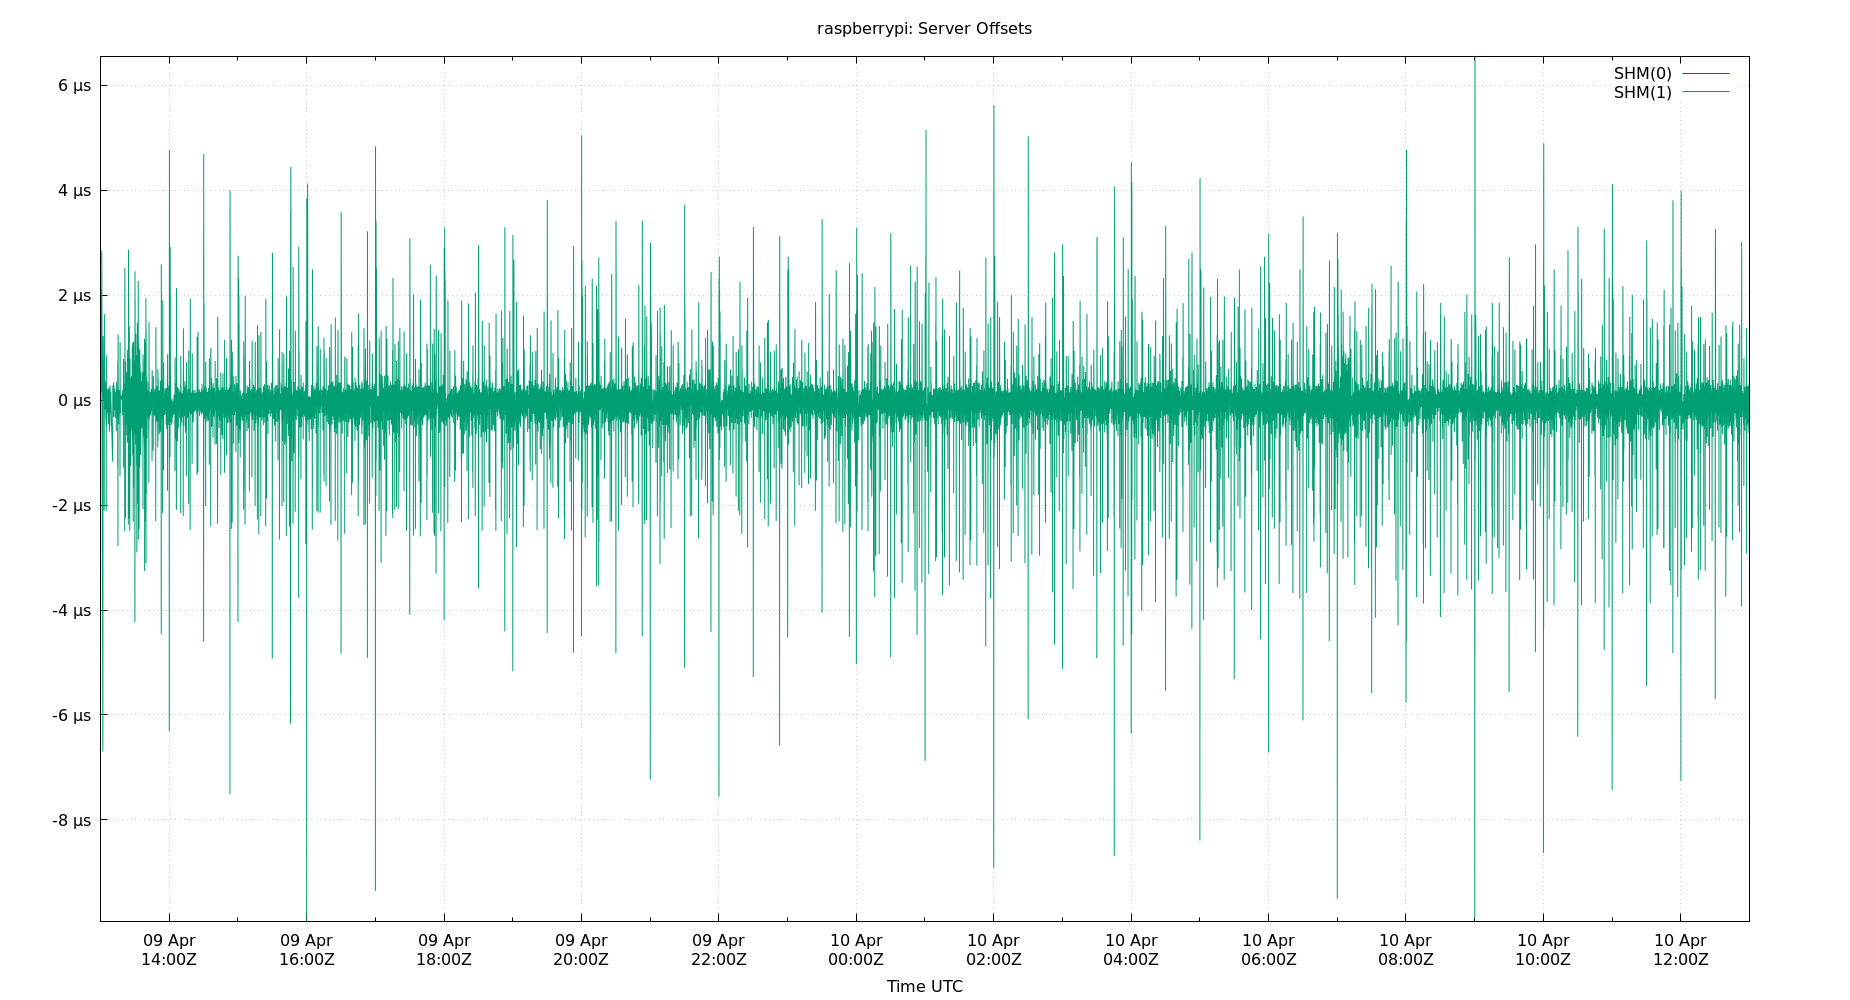 raspberrypi: Server Offsets
SHM(0)
SHM(1)
6 µs
4 µs
2 µs
0 µs
-2 µs
-4 µs
-6 µs
-8 µs
09 Apr
14:00Z
09 Apr
16:00Z
09 Apr
18:00Z
09 Apr
20:00Z
09 Apr
22:00Z
10 Apr
00:00Z
10 Apr
02:00Z
10 Apr
04:00Z
10 Apr
06:00Z
10 Apr
08:00Z
10 Apr
10:00Z
10 Apr
12:00Z
Time UTC